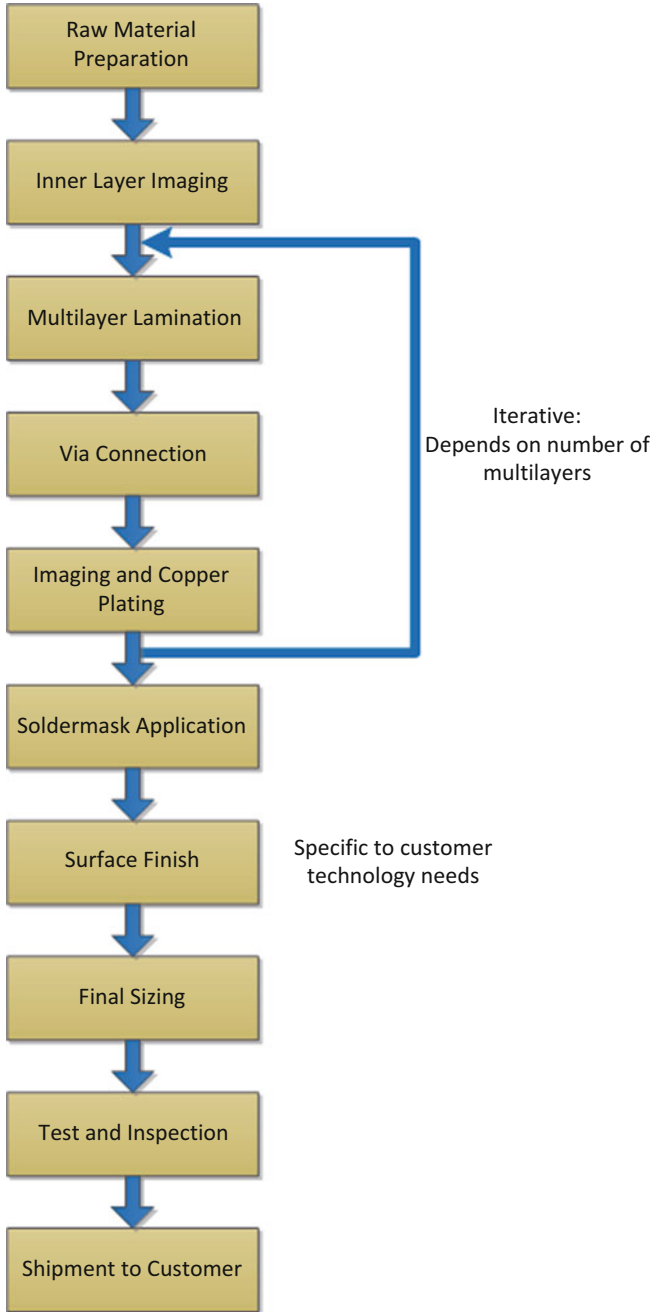 Raw Material
Preparation
Inner Layer Imaging
Multilayer Lamination
Via Connection
Iterative:
Depends on number of
multilayers
Imaging and Copper
Plating
Soldermask Application
Surface Finish
Specific to customer
technology needs
Final Sizing
Test and Inspection
Shipment to Customer